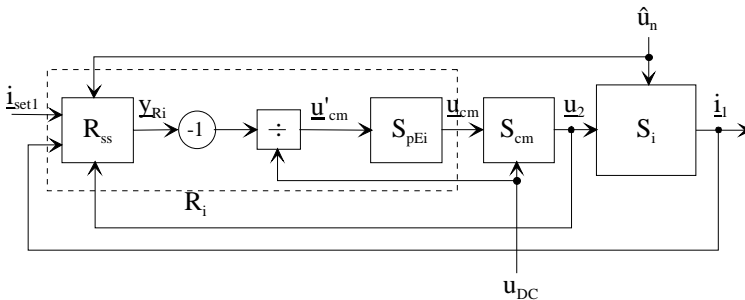 û_n
i_set1
R_ss
y_Ri
-1
÷
u'_cm
S_pEi
u_cm
S_cm
u_2
S_i
i_1
R_i
u_DC